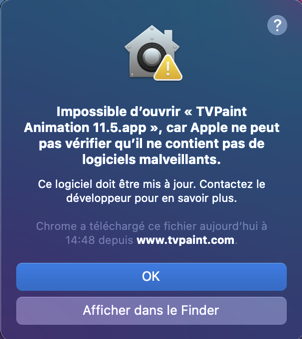 ?
Impossible d’ouvrir « TVPaint
Animation 11.5.app », car Apple ne peut
pas vérifier qu’il ne contient pas de
logiciels malveillants.
Ce logiciel doit être mis à jour. Contactez le
développeur pour en savoir plus.
Chrome a téléchargé ce fichier aujourd’hui à
14:48 depuis www.tvpaint.com.
OK
Afficher dans le Finder